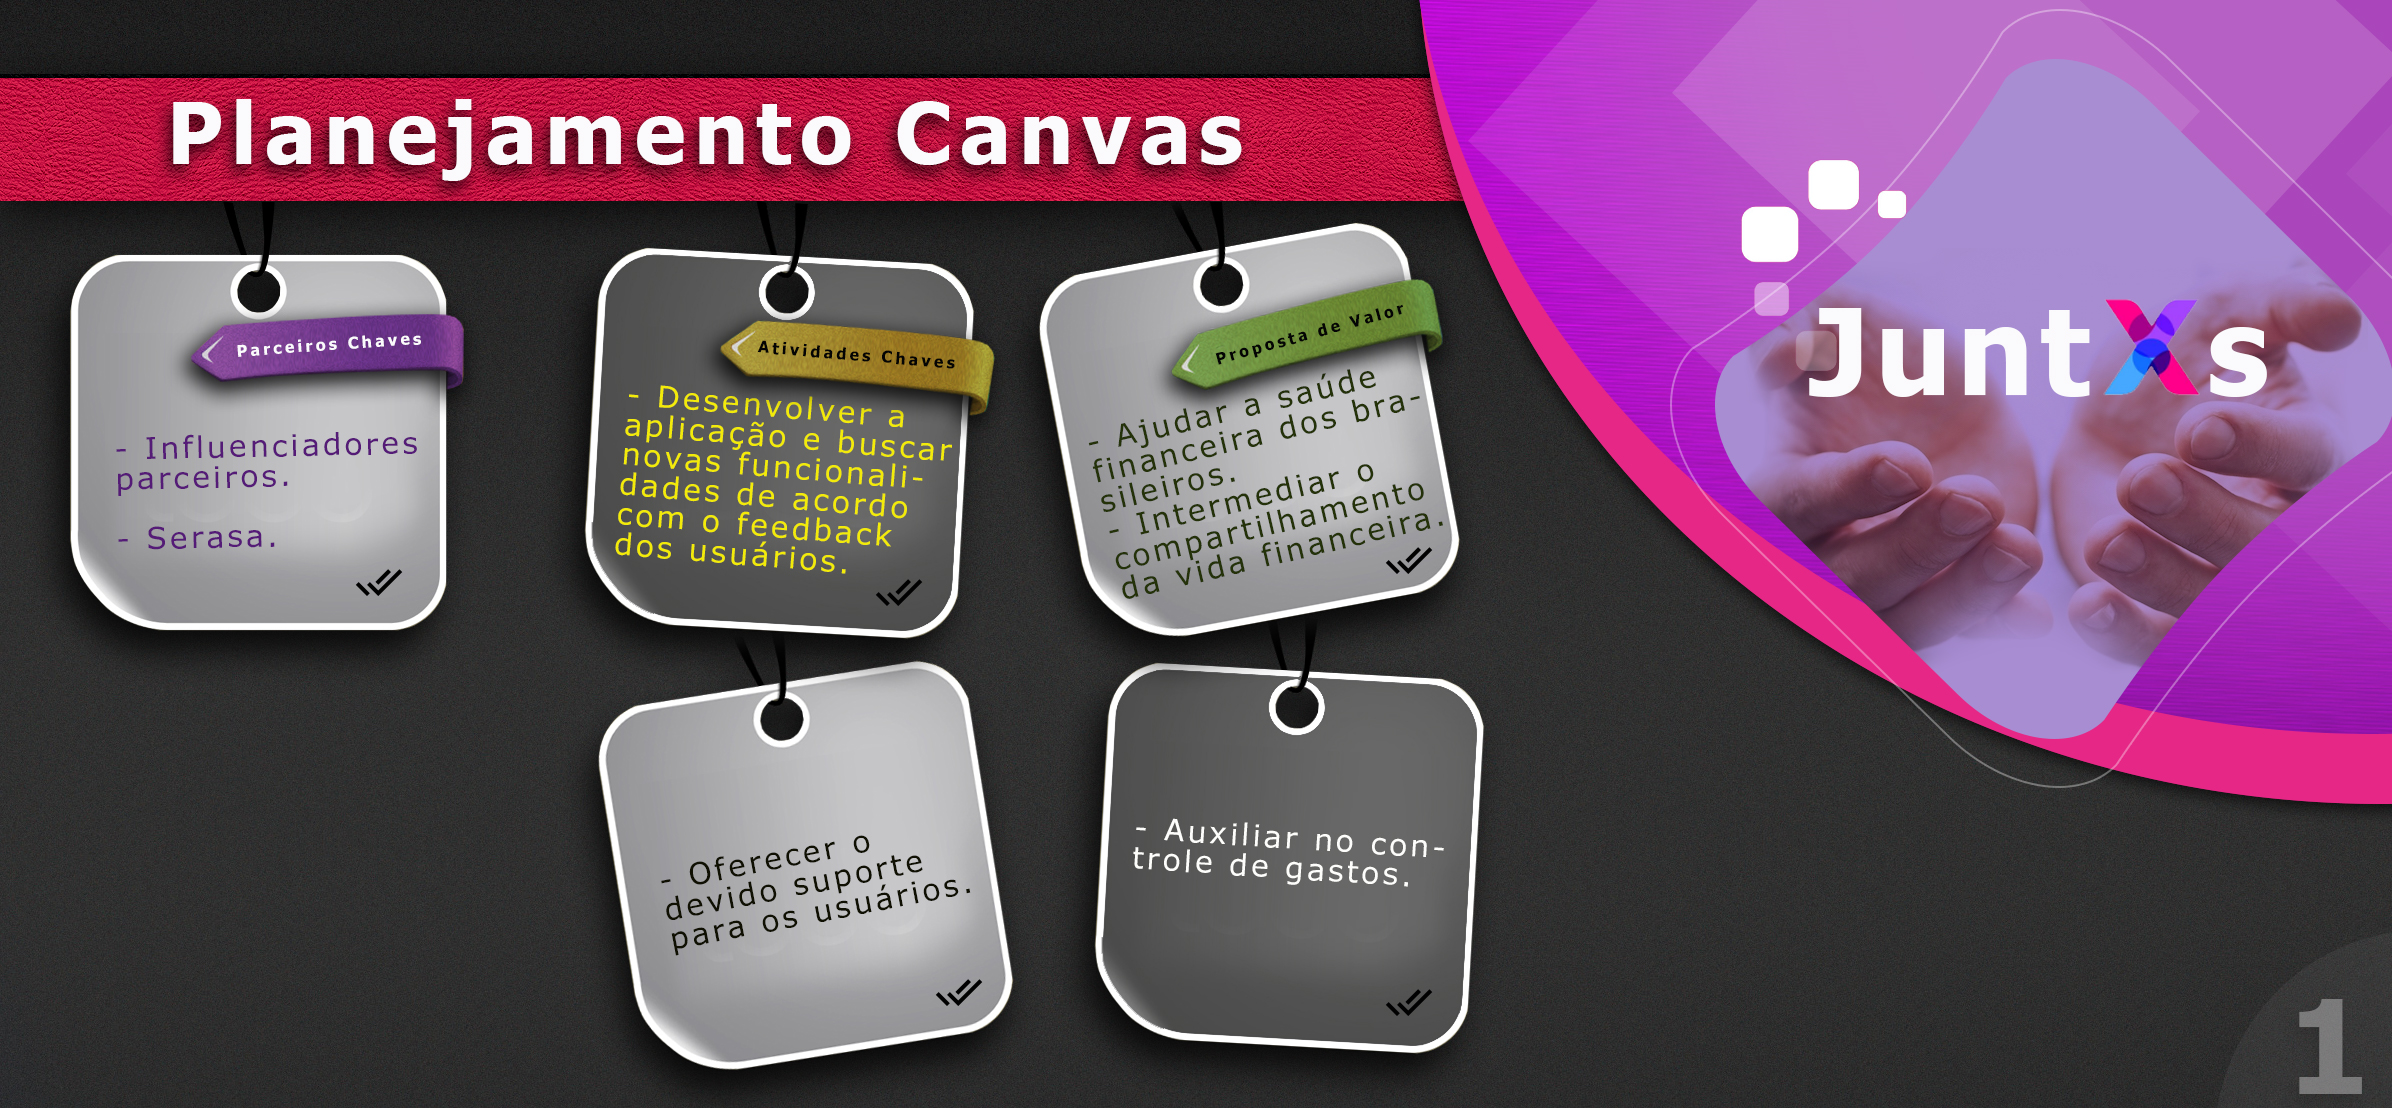 Planejamento Canvas
Parceiros Chaves
- Influenciadores
parceiros.
- Serasa.
Atividades Chaves
- Desenvolver a
aplicação e buscar
novas funcionali-
dades de acordo
com o feedback
dos usuários.
Proposta de Valor
- Ajudar a saúde
financeira dos bra-
sileiros.
- Intermediar o
compartilhamento
da vida financeira.
- Oferecer o
devido suporte
para os usuários.
- Auxiliar no con-
trole de gastos.
JuntXs
1